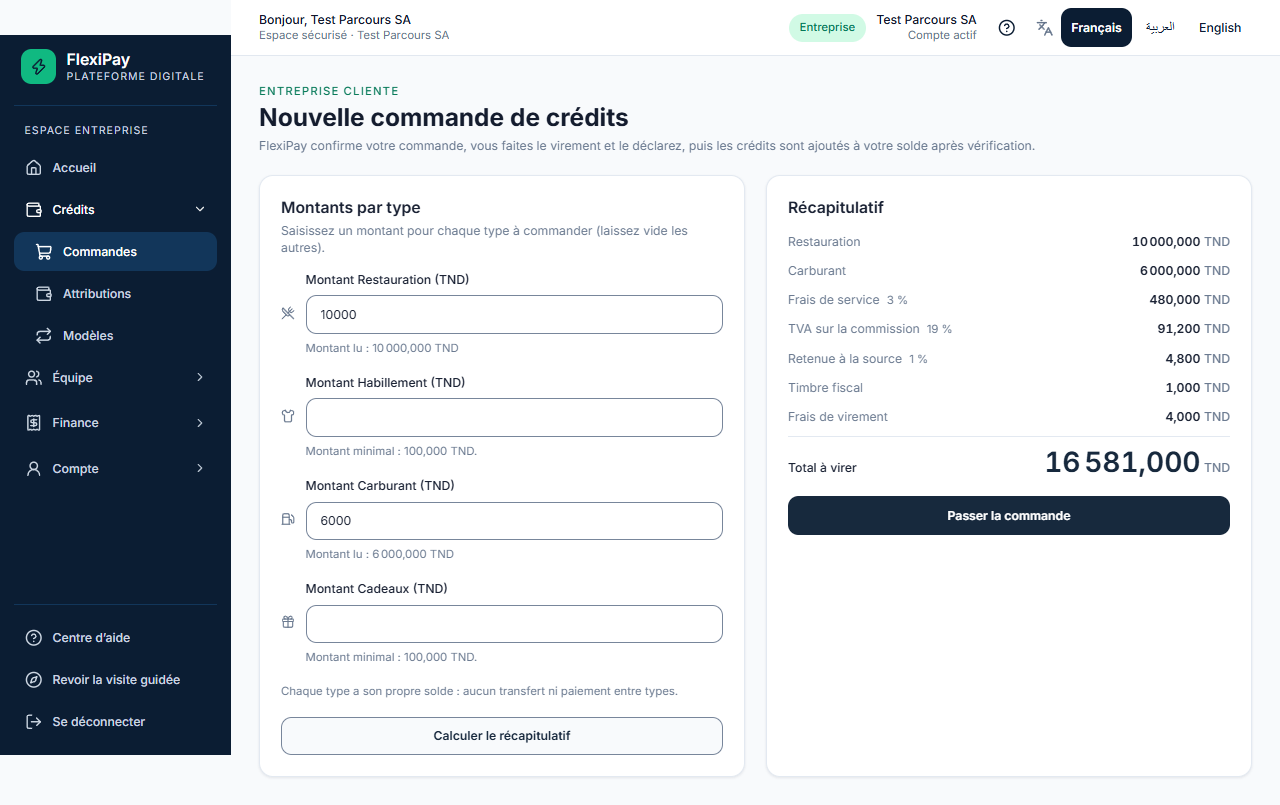 Bonjour, Test Parcours SA
Espace sécurisé · Test Parcours SA
Entreprise
Test Parcours SA
Compte actif
Français
العربية
English
FlexiPay
PLATEFORME DIGITALE
ESPACE ENTREPRISE
Accueil
Crédits
Commandes
Attributions
Modèles
Équipe
Finance
Compte
Centre d'aide
Revoir la visite guidée
Se déconnecter
ENTREPRISE CLIENTE
Nouvelle commande de crédits
FlexiPay confirme votre commande, vous faites le virement et le déclarez, puis les crédits sont ajoutés à votre solde après vérification.
Montants par type
Saisissez un montant pour chaque type à commander (laissez vide les
autres).
Montant Restauration (TND)
10000
Montant lu : 10 000,000 TND
Montant Habillement (TND)
Montant minimal : 100,000 TND.
Montant Carburant (TND)
6000
Montant lu : 6 000,000 TND
Montant Cadeaux (TND)
Montant minimal : 100,000 TND.
Chaque type a son propre solde : aucun transfert ni paiement entre types.
Calculer le récapitulatif
Récapitulatif
Restauration 10 000,000 TND
Carburant 6 000,000 TND
Frais de service 3 % 480,000 TND
TVA sur la commission 19 % 91,200 TND
Retenue à la source 1 % 4,800 TND
Timbre fiscal 1,000 TND
Frais de virement 4,000 TND
Total à virer 16 581,000 TND
Passer la commande